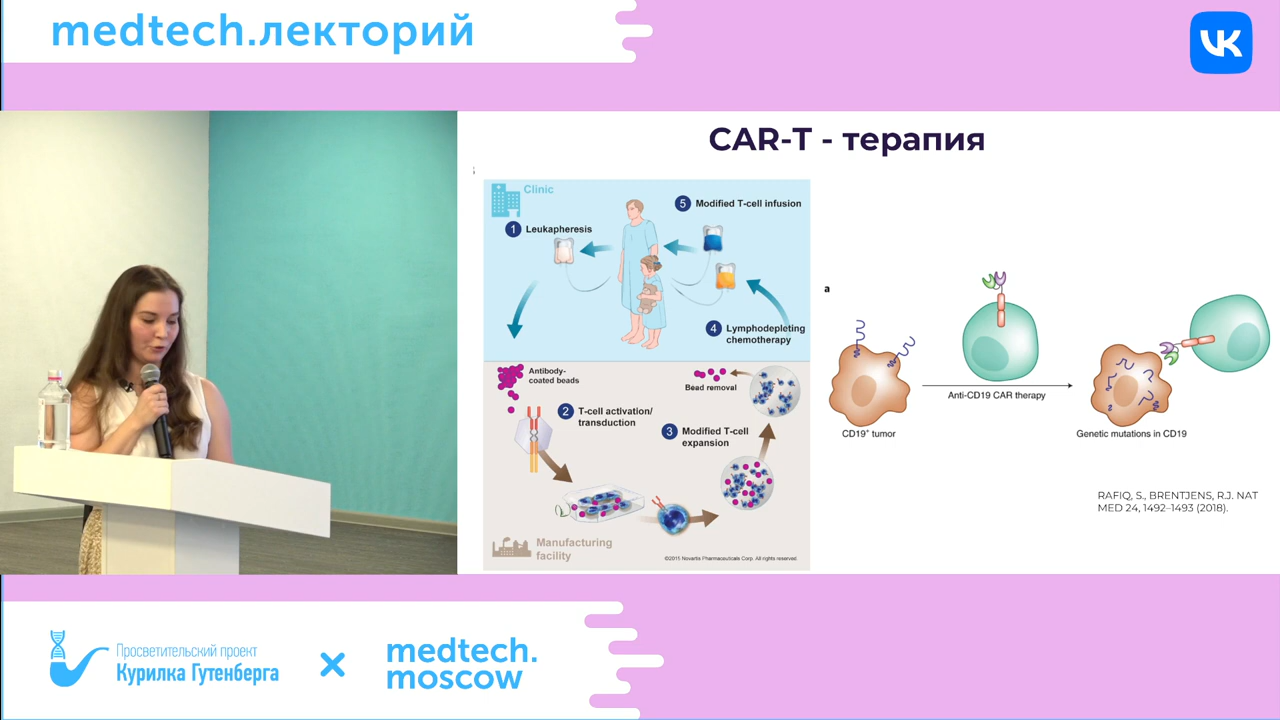 medtech.лекторий
VK
CAR-T - терапия
Clinic
1 Leukapheresis
5 Modified T-cell infusion
4 Lymphodepleting
chemotherapy
Antibody-
coated beads
Bead removal
2 T-cell activation/
transduction
3 Modified T-cell
expansion
Manufacturing
facility
©2015 Novartis Pharmaceuticals Corp. All rights reserved.
a
CD19⁺ tumor
Anti-CD19 CAR therapy
Genetic mutations in CD19
RAFIQ, S., BRENTJENS, R.J. NAT
MED 24, 1492–1493 (2018).
Просветительский проект
Курилка Гутенберга
×
medtech.
moscow